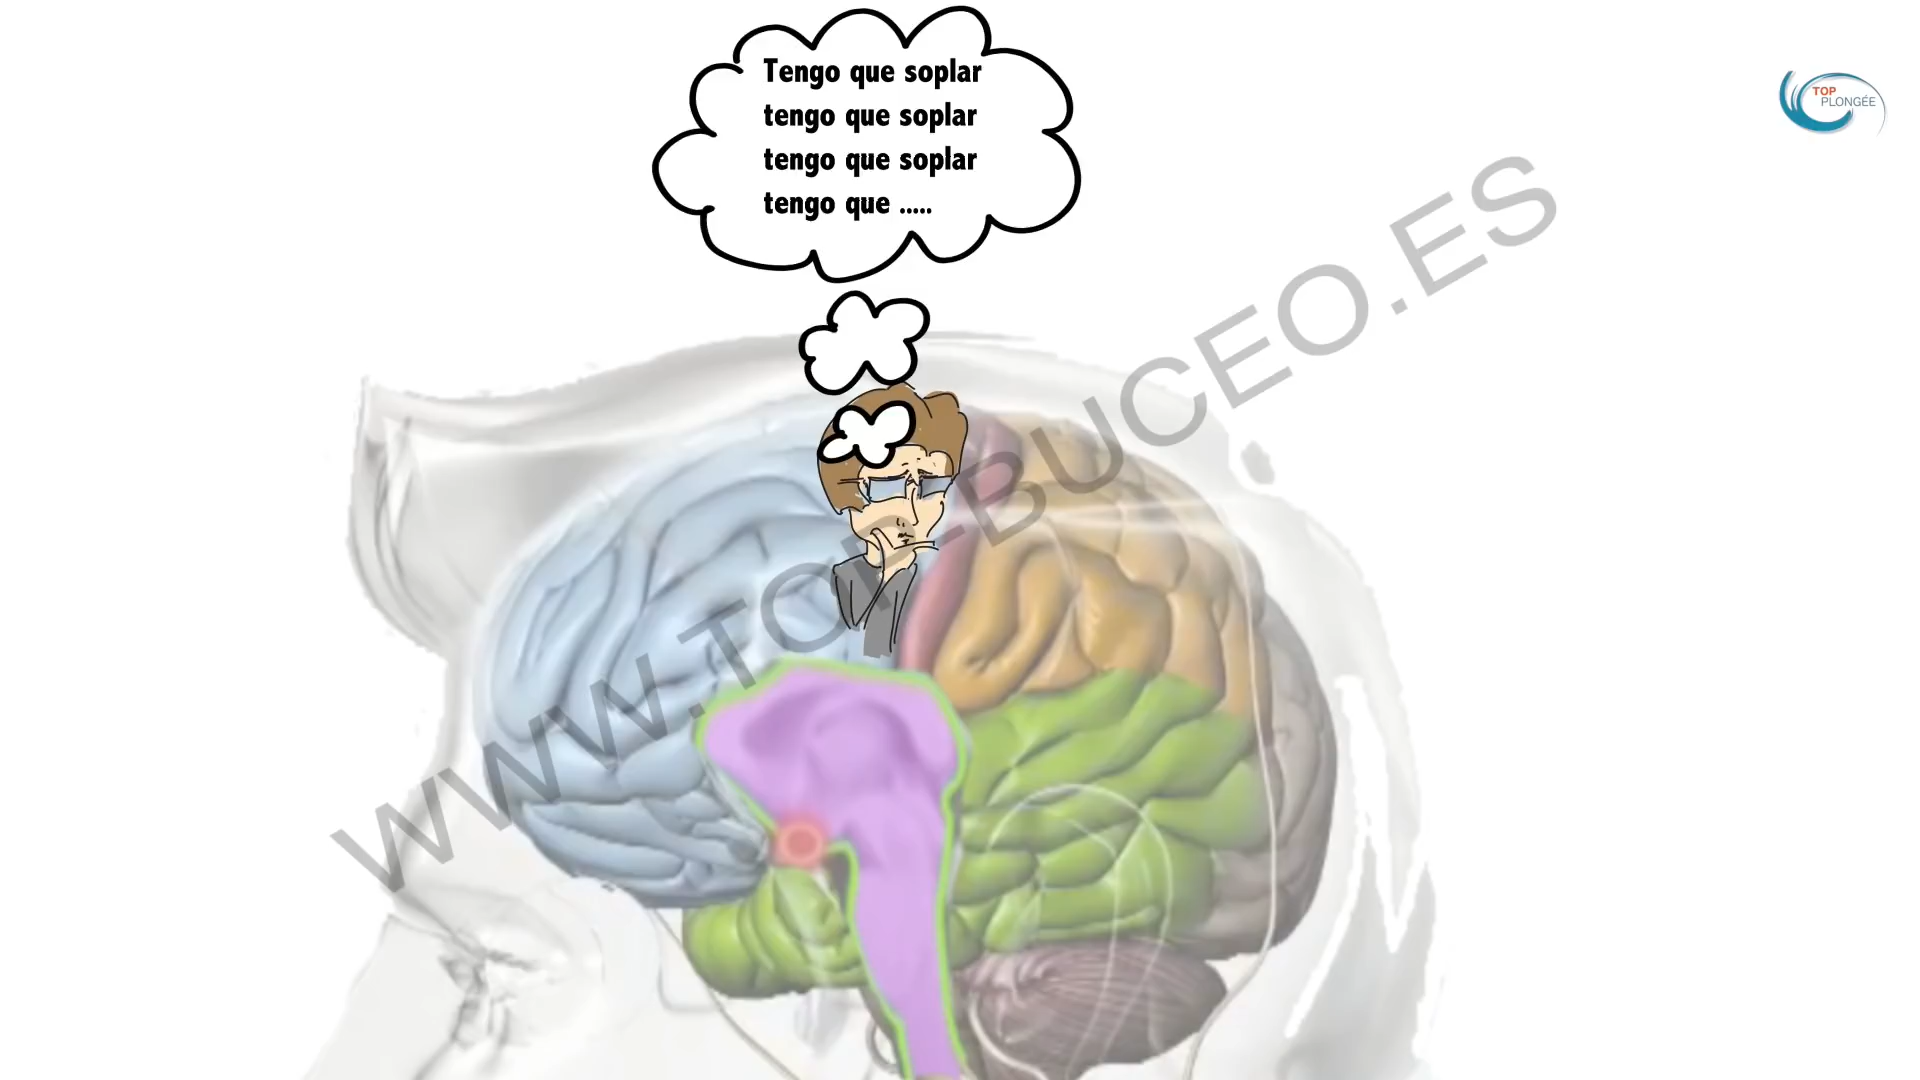 Tengo que soplar
tengo que soplar
tengo que soplar
tengo que .....
TOP
PLONGÉE
WWW.TOP-BUCEO.ES